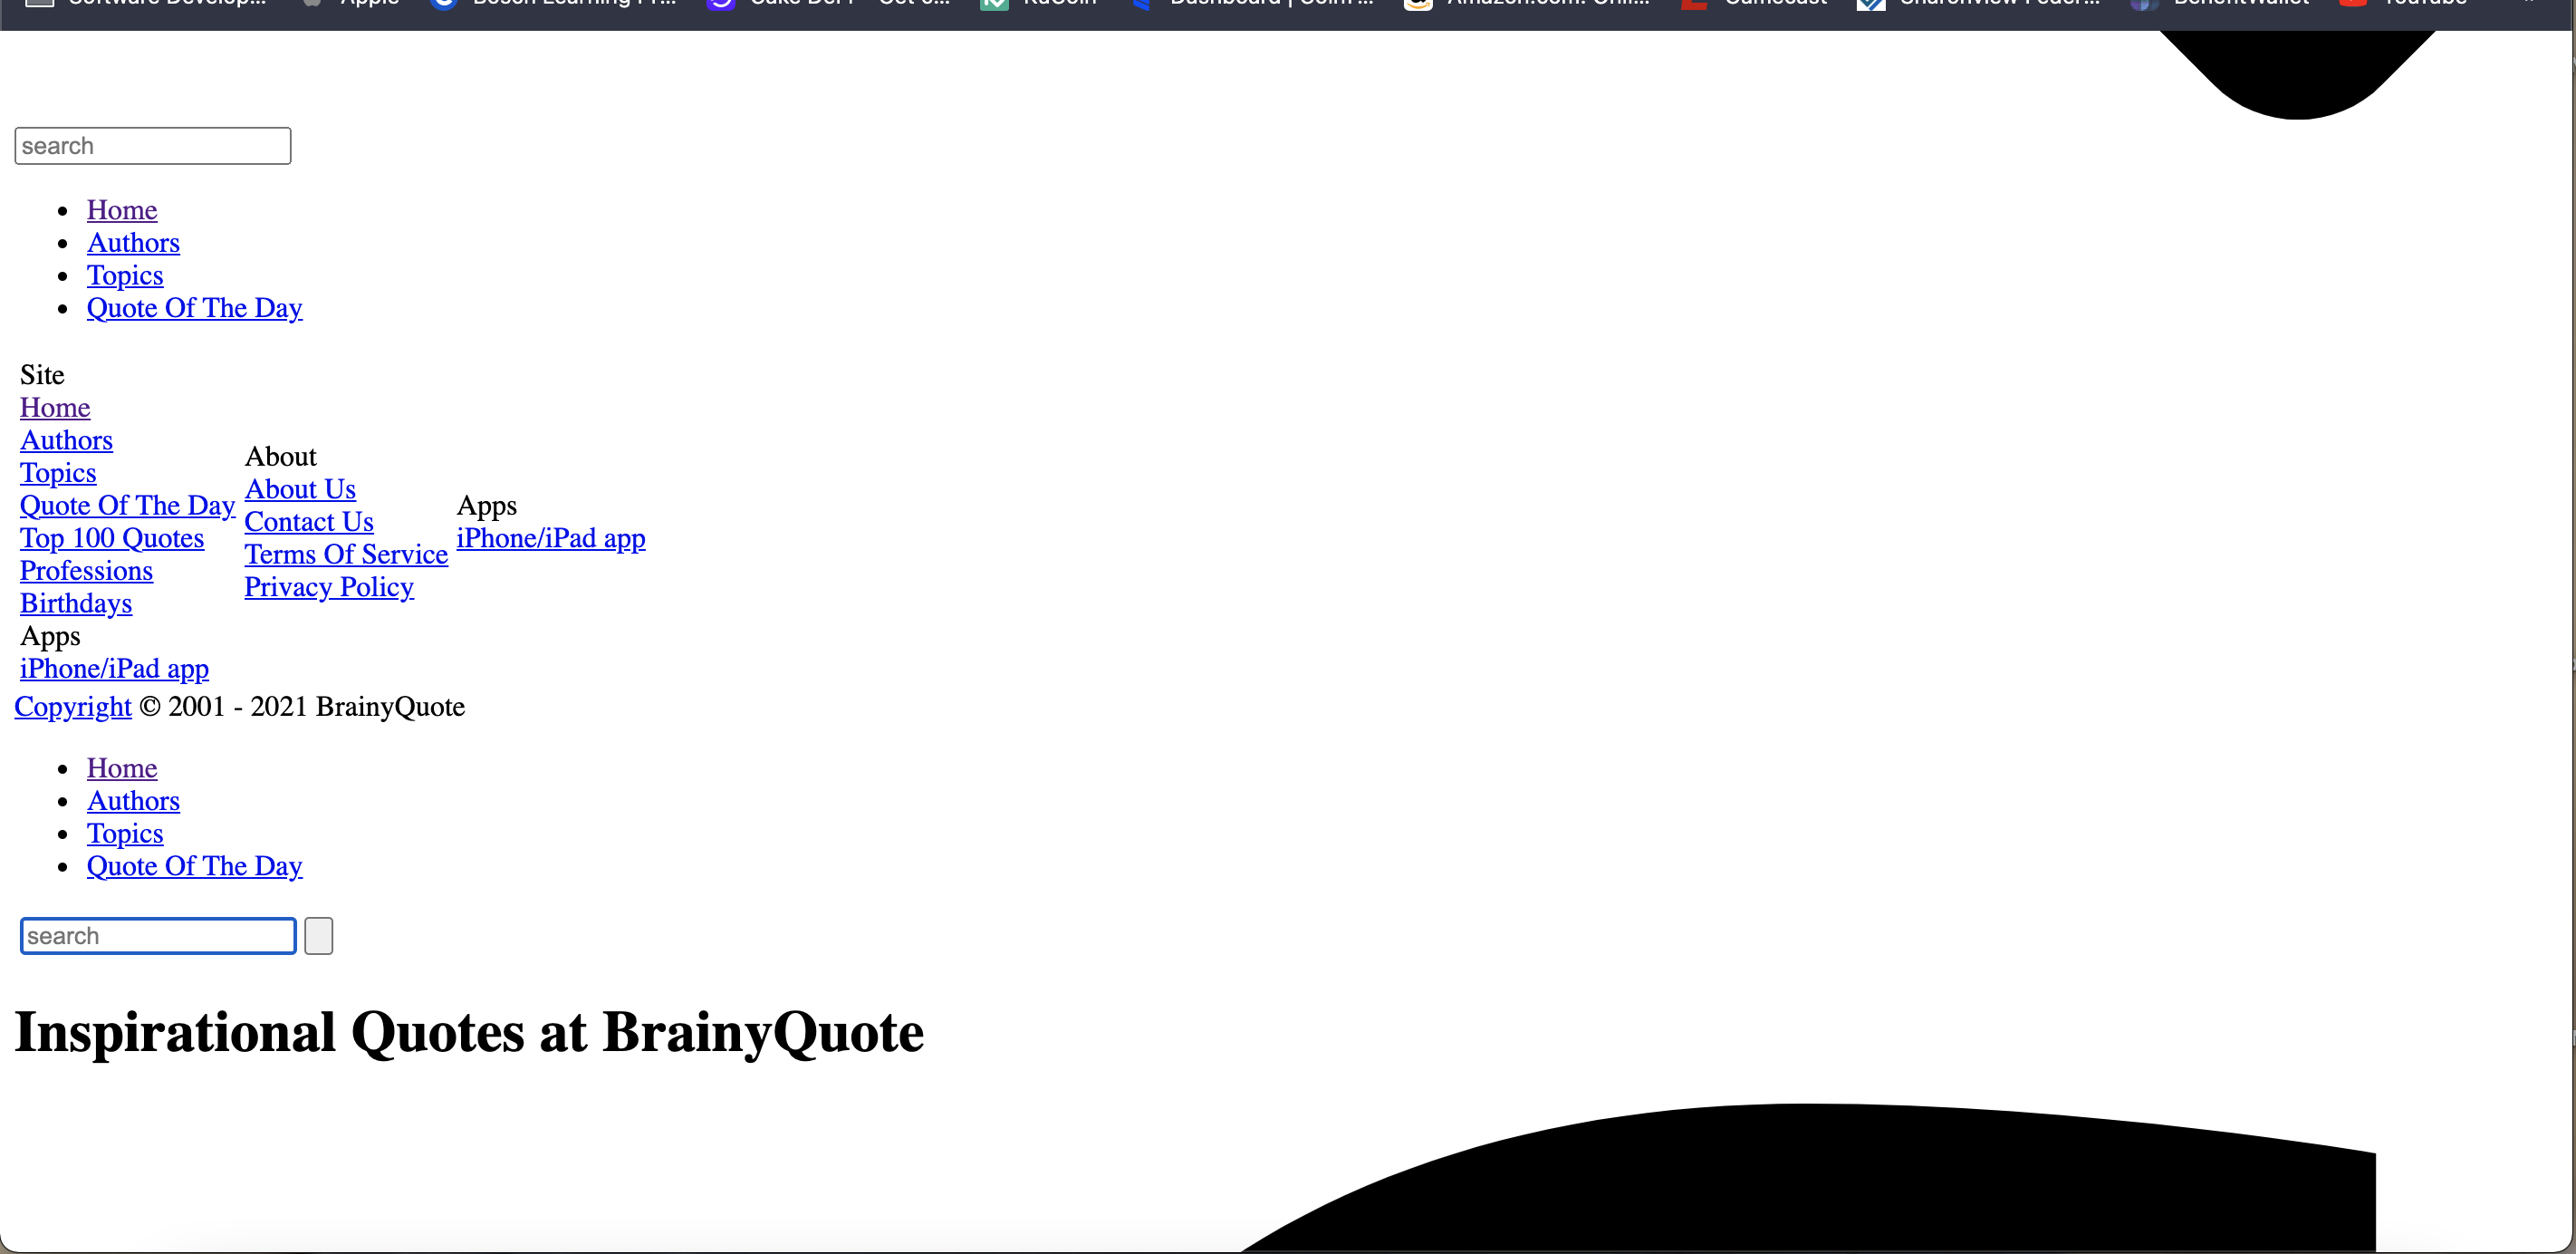 search
Home
Authors
Topics
Quote Of The Day
Site
Home
Authors
Topics
Quote Of The Day
Top 100 Quotes
Professions
Birthdays
Apps
iPhone/iPad app
About
About Us
Contact Us
Terms Of Service
Privacy Policy
Apps
iPhone/iPad app
Copyright © 2001 - 2021 BrainyQuote
Home
Authors
Topics
Quote Of The Day
search
Inspirational Quotes at BrainyQuote